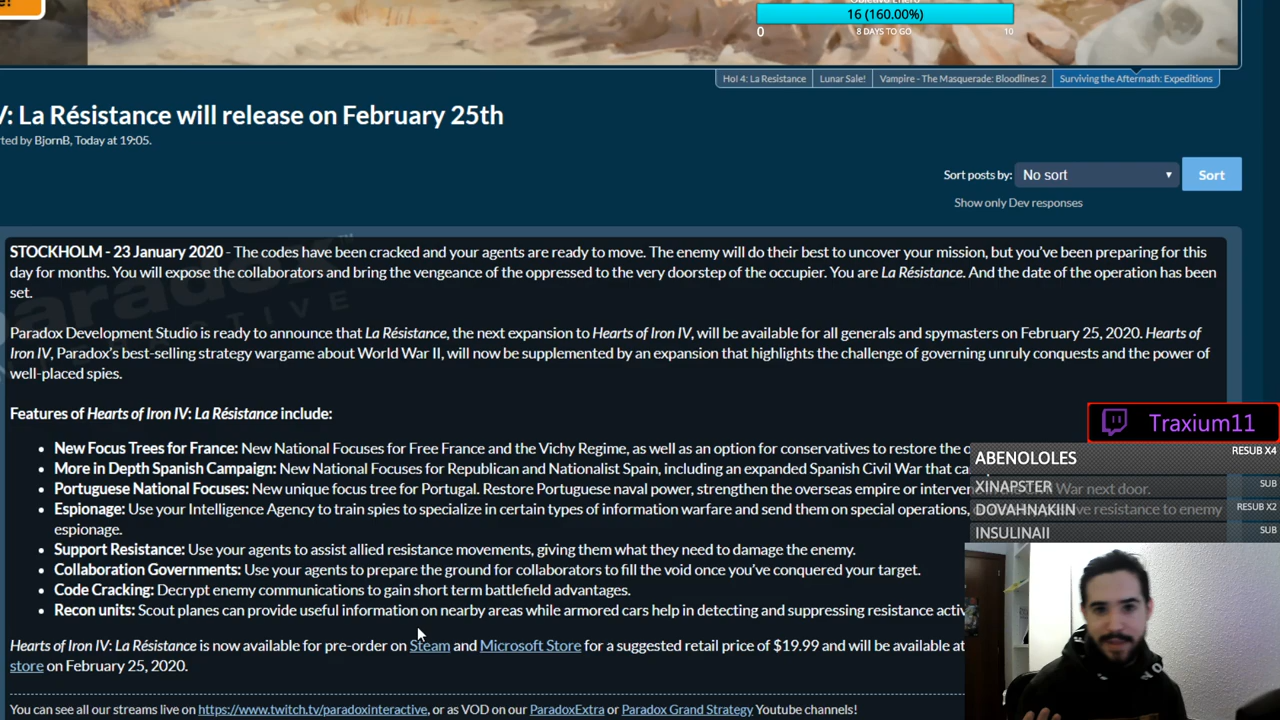 16 (160.00%)
0
8 DAYS TO GO
10
HoI 4: La Resistance
Lunar Sale!
Vampire - The Masquerade: Bloodlines 2
Surviving the Aftermath: Expeditions
V: La Résistance will release on February 25th
ted by BjornB, Today at 19:05.
Sort posts by:
No sort
Sort
Show only Dev responses
STOCKHOLM - 23 January 2020 - The codes have been cracked and your agents are ready to move. The enemy will do their best to uncover your mission, but you've been preparing for this
day for months. You will expose the collaborators and bring the vengeance of the oppressed to the very doorstep of the occupier. You are La Résistance. And the date of the operation has been
set.
Paradox Development Studio is ready to announce that La Résistance, the next expansion to Hearts of Iron IV, will be available for all generals and spymasters on February 25, 2020. Hearts of
Iron IV, Paradox's best-selling strategy wargame about World War II, will now be supplemented by an expansion that highlights the challenge of governing unruly conquests and the power of
well-placed spies.
Features of Hearts of Iron IV: La Résistance include:
• New Focus Trees for France: New National Focuses for Free France and the Vichy Regime, as well as an option for conservatives to restore the
• More in Depth Spanish Campaign: New National Focuses for Republican and Nationalist Spain, including an expanded Spanish Civil War that
• Portuguese National Focuses: New unique focus tree for Portugal. Restore Portuguese naval power, strengthen the overseas empire or War next door.
• Espionage: Use your Intelligence Agency to train spies to specialize in certain types of information warfare and send them on special operations, resistance to enemy
espionage.
• Support Resistance: Use your agents to assist allied resistance movements, giving them what they need to damage the enemy.
• Collaboration Governments: Use your agents to prepare the ground for collaborators to fill the void once you've conquered your target.
• Code Cracking: Decrypt enemy communications to gain short term battlefield advantages.
• Recon units: Scout planes can provide useful information on nearby areas while armored cars help in detecting and suppressing resistance activ
Hearts of Iron IV: La Résistance is now available for pre-order on Steam and Microsoft Store for a suggested retail price of $19.99 and will be available at
store on February 25, 2020.
You can see all our streams live on https://www.twitch.tv/paradoxinteractive, or as VOD on our ParadoxExtra or Paradox Grand Strategy Youtube channels!
Traxium11
ABENOLOLES RESUB X4
XINAPSTER SUB
DOVAHNAKIIN RESUB X2
INSULINAII SUB